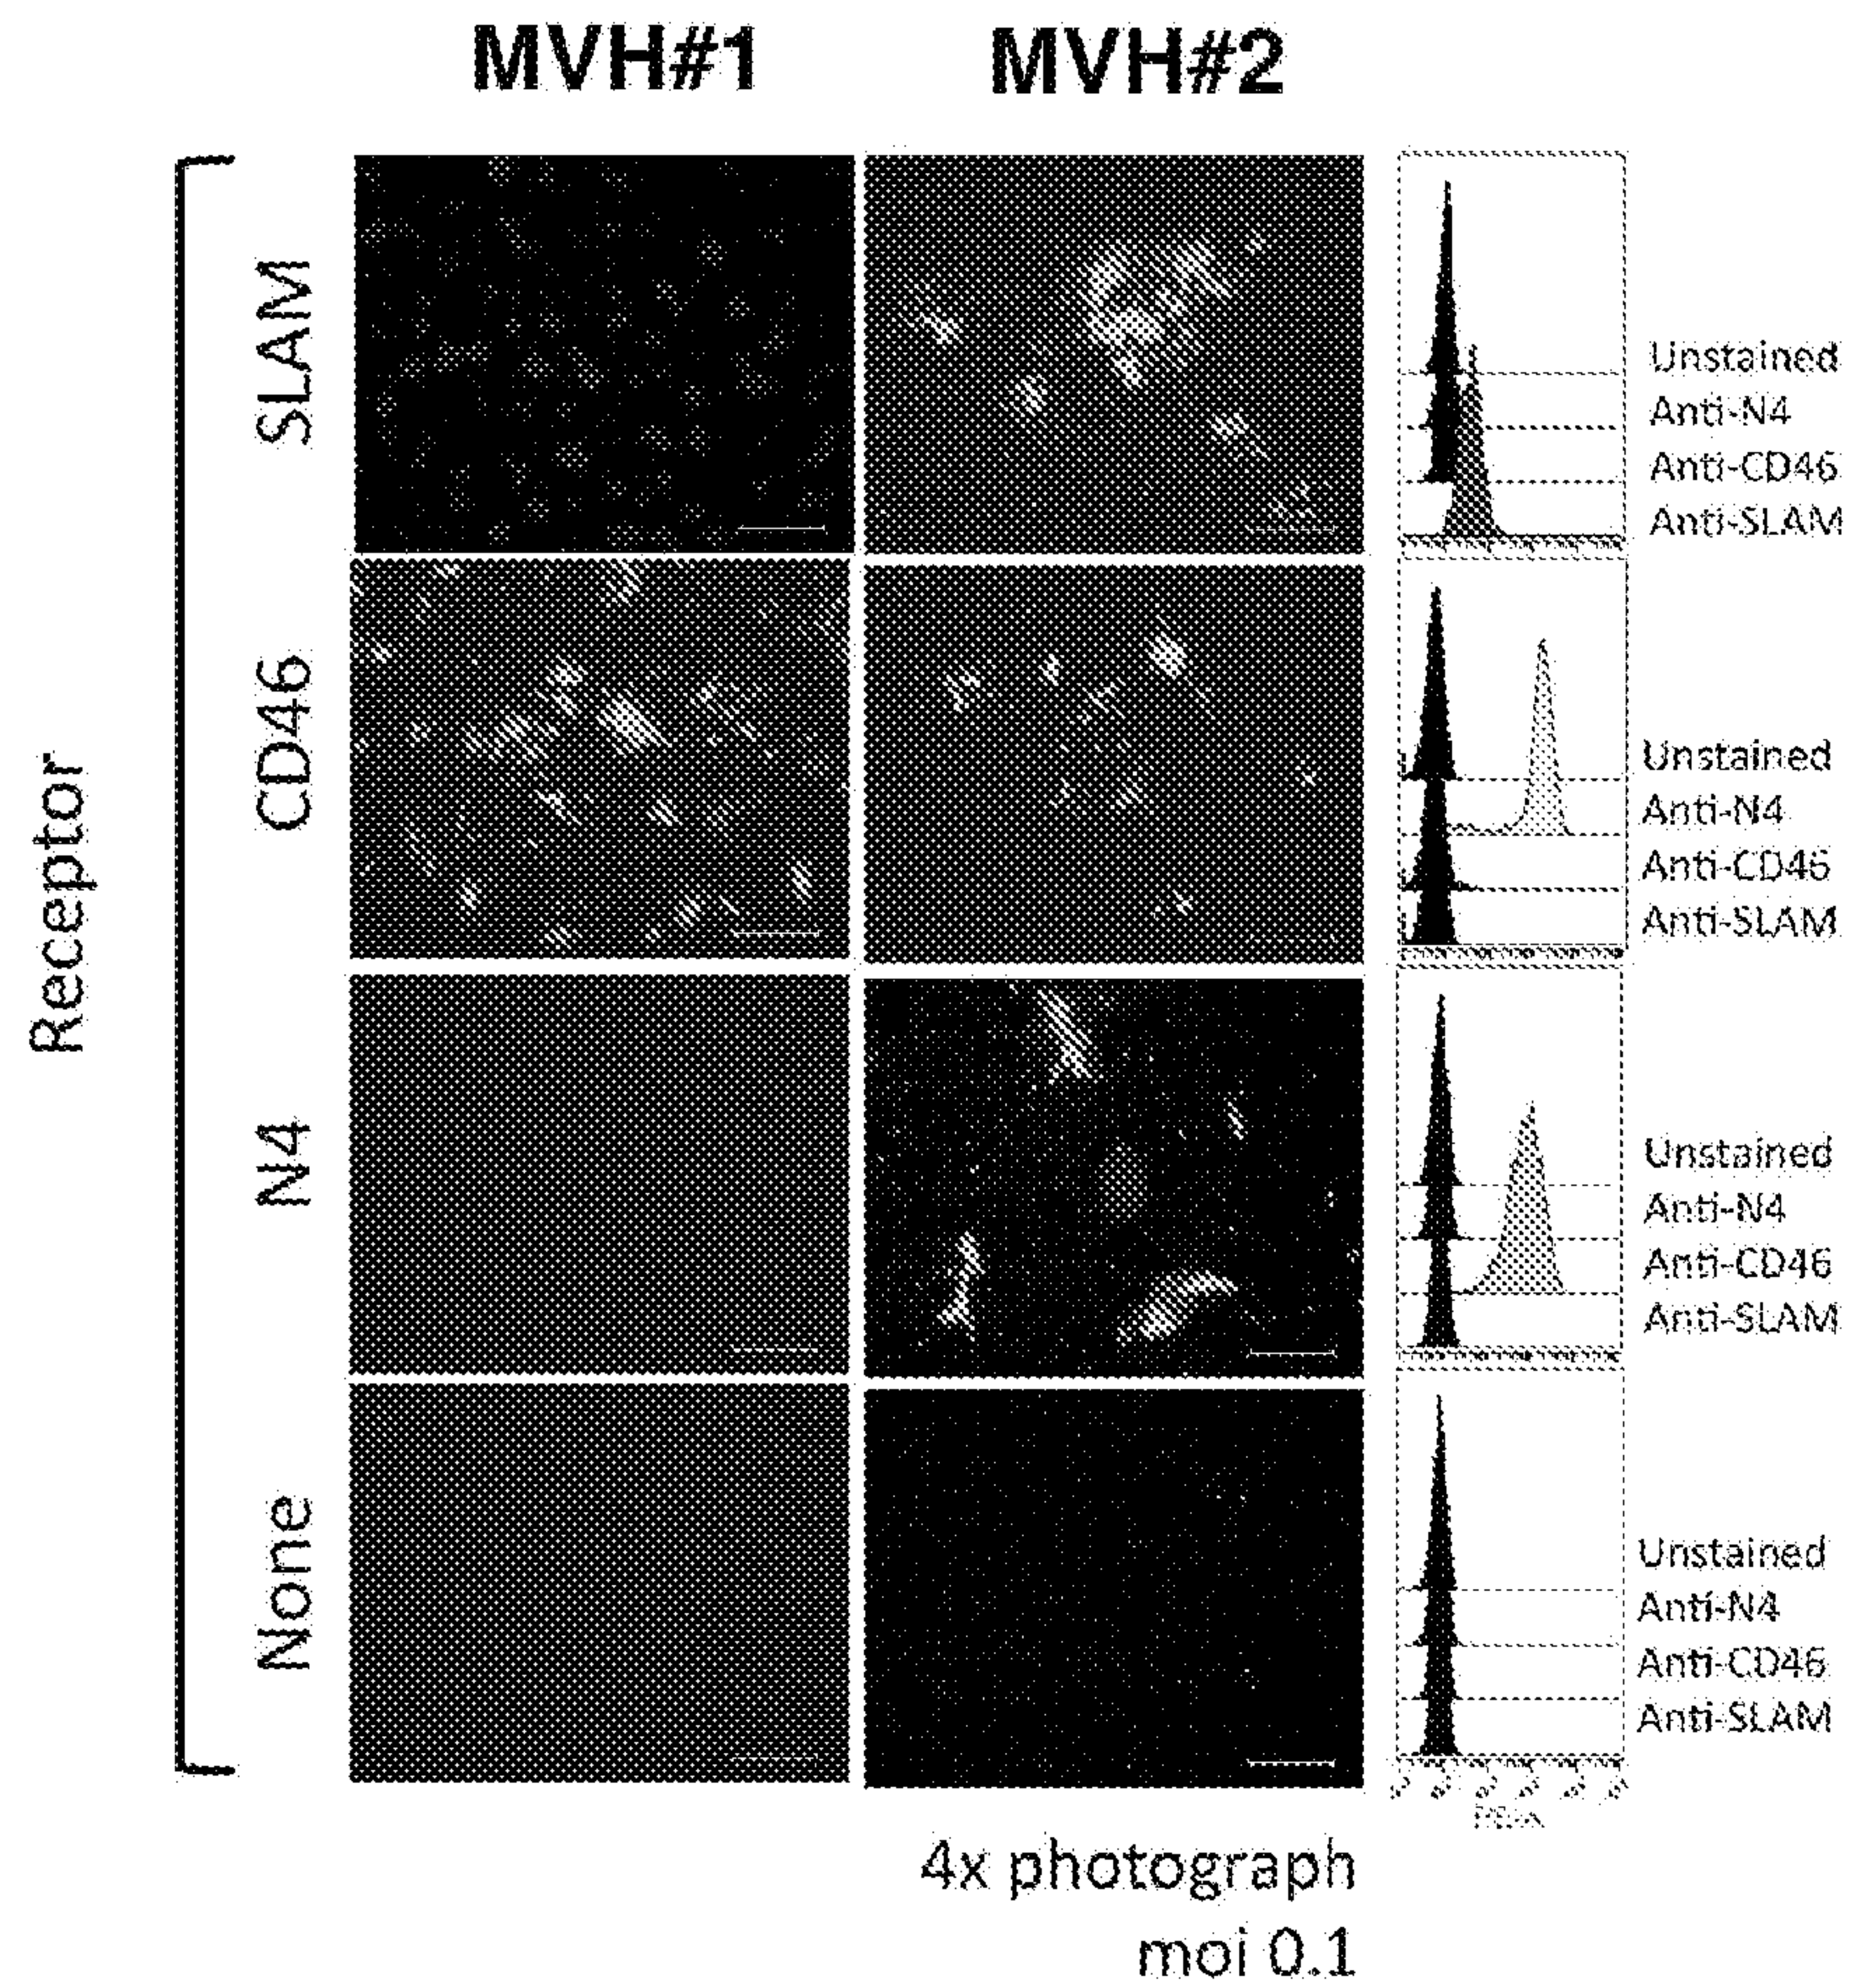 MVH#1 MVH#2
Receptor
SLAM
Unstained
Anti-N4
Anti-CD46
Anti-SLAM
CD46
Unstained
Anti-N4
Anti-CD46
Anti-SLAM
N4
Unstained
Anti-N4
Anti-CD46
Anti-SLAM
None
Unstained
Anti-N4
Anti-CD46
Anti-SLAM
4x photograph
moi 0.1